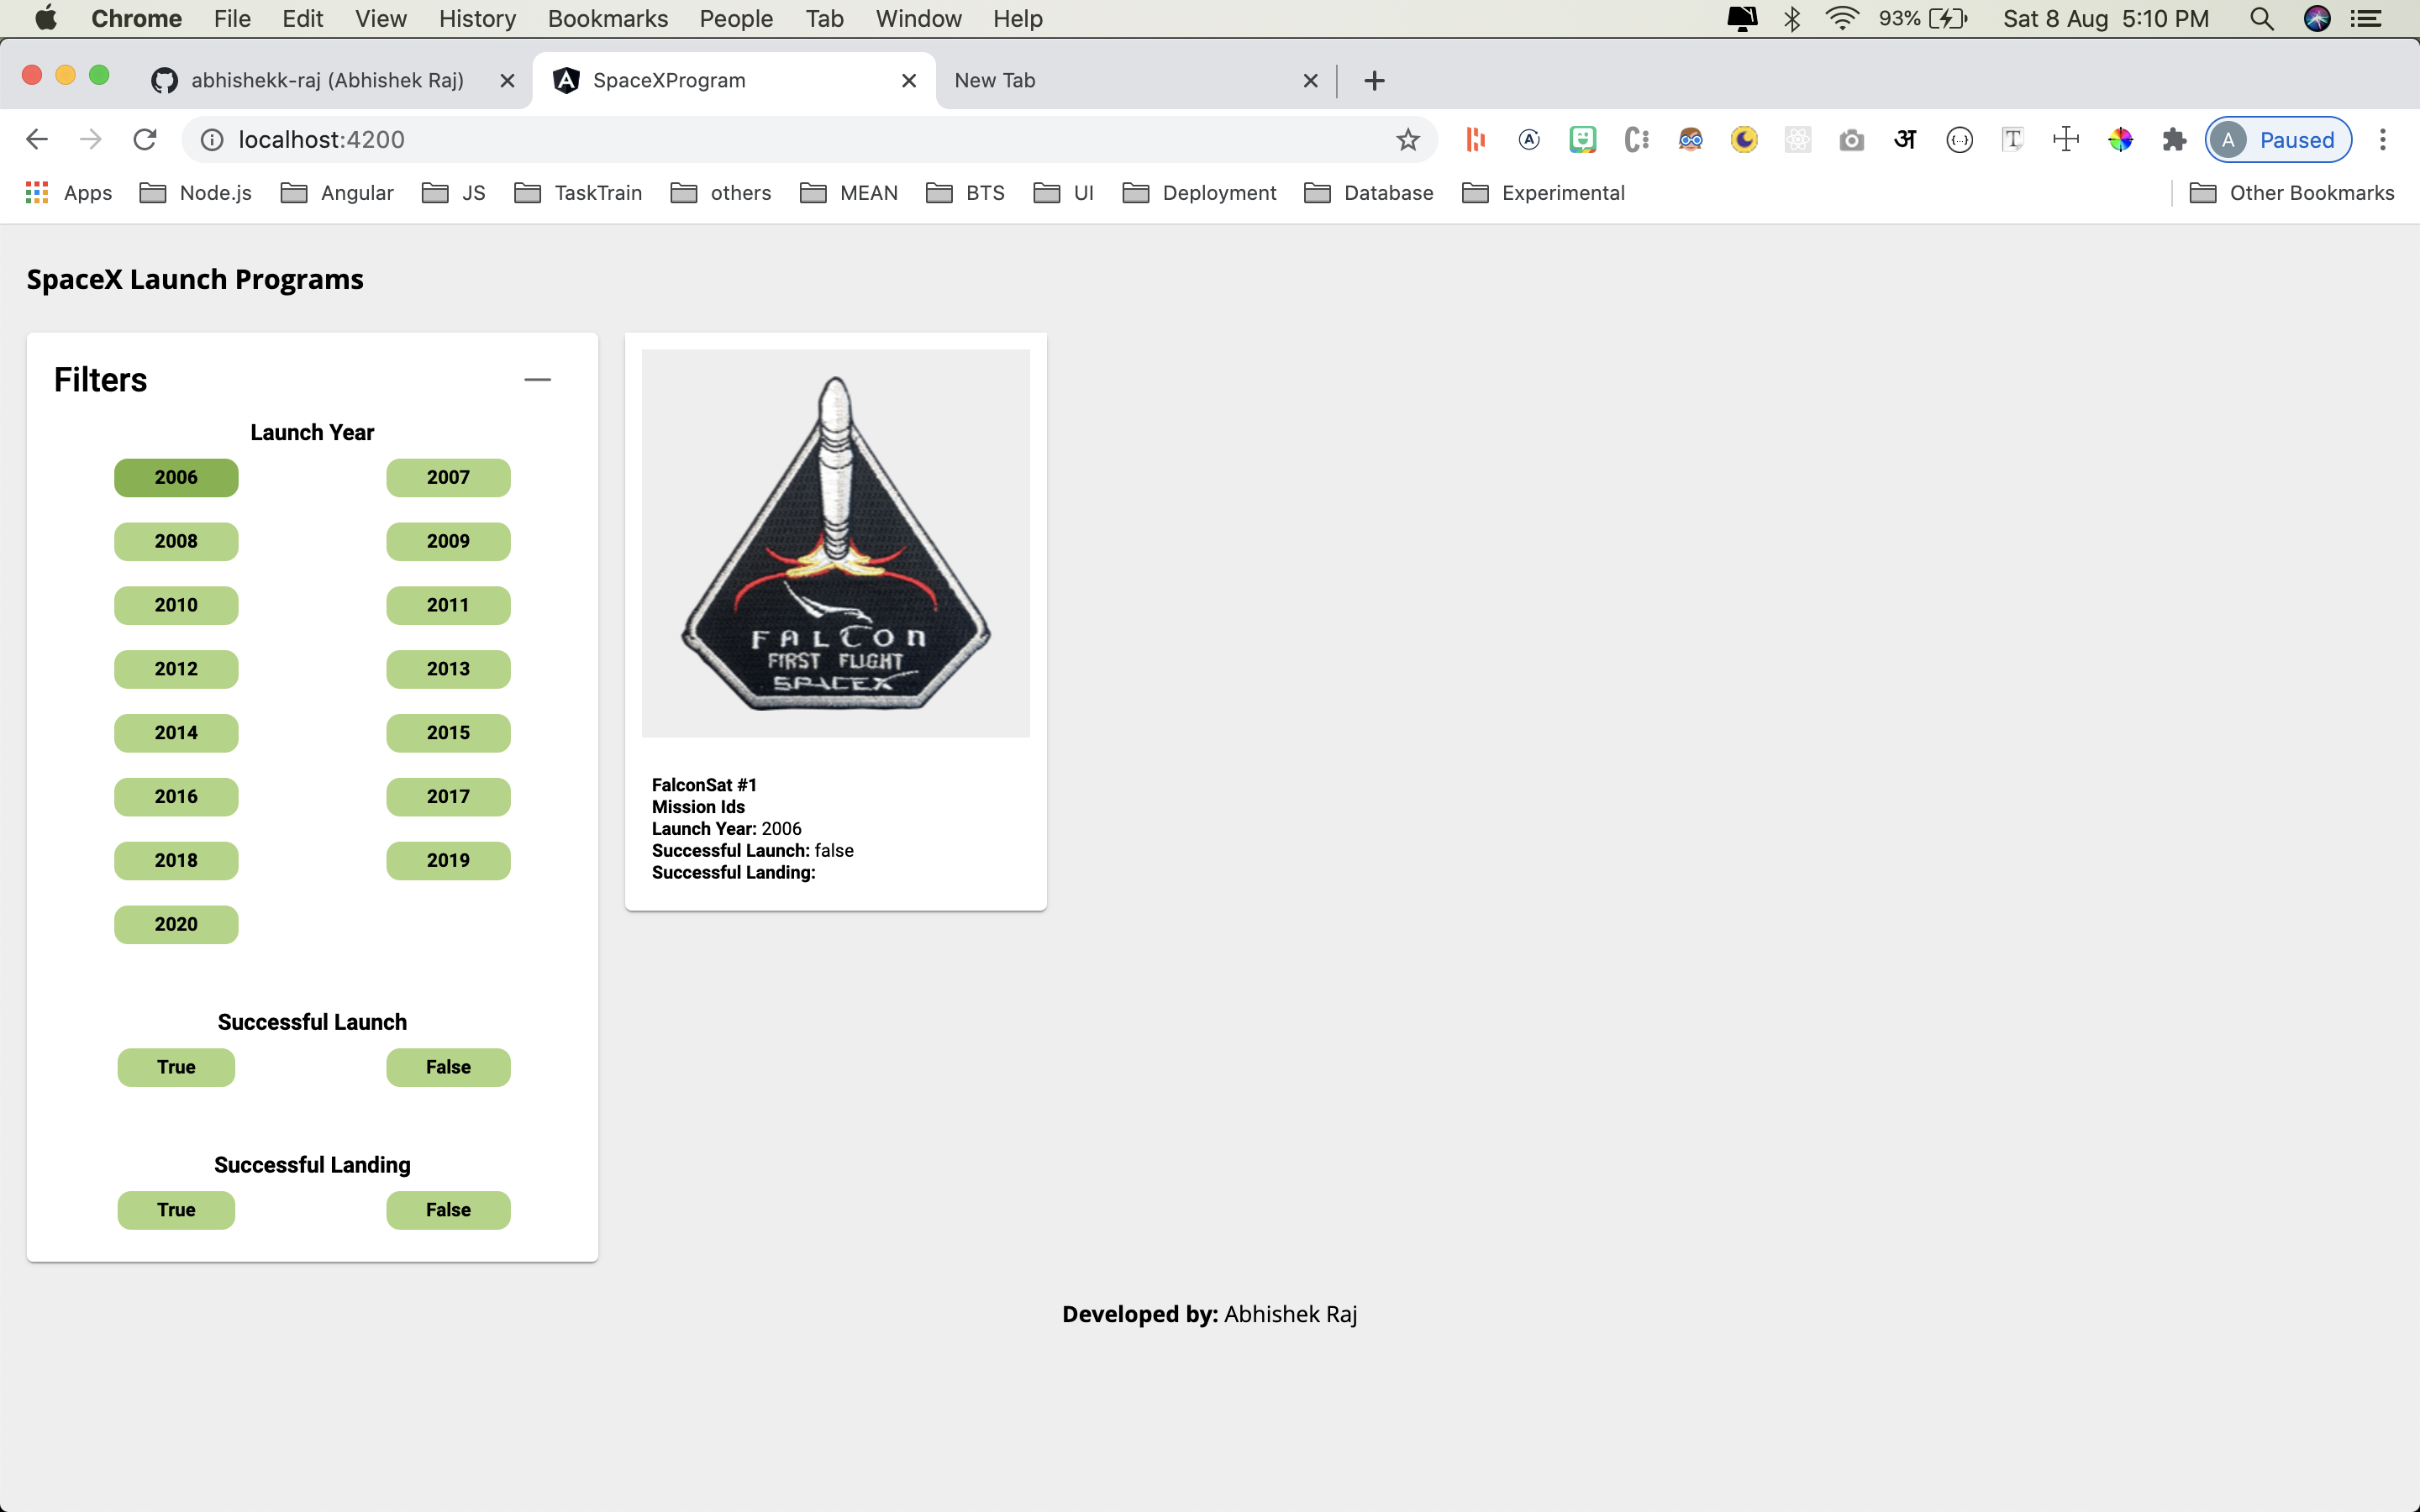 Chrome File Edit View History Bookmarks People Tab Window Help 93% Sat 8 Aug 5:10 PM
abhishekk-raj (Abhishek Raj) SpaceXProgram New Tab
localhost:4200 A अ {...} T A Paused
Apps Node.js Angular JS TaskTrain others MEAN BTS UI Deployment Database Experimental Other Bookmarks
SpaceX Launch Programs
Filters
Launch Year
2006 2007
2008 2009
2010 2011
2012 2013
2014 2015
2016 2017
2018 2019
2020
Successful Launch
True False
Successful Landing
True False
FALCON
FIRST FLIGHT
SPACEX
FalconSat #1
Mission Ids
Launch Year: 2006
Successful Launch: false
Successful Landing:
Developed by: Abhishek Raj